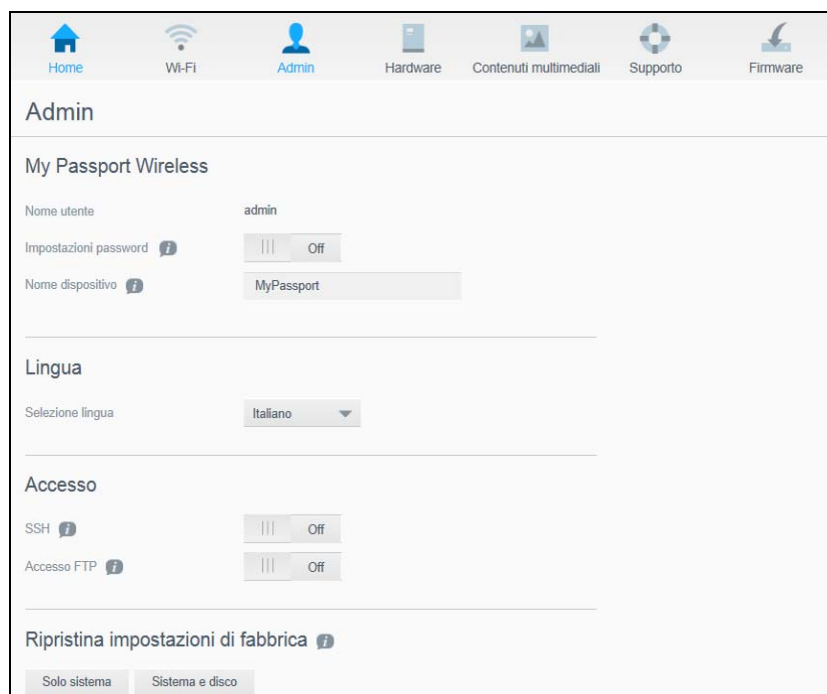 Home Wi-Fi Admin Hardware Contenuti multimediali Supporto Firmware
Admin
My Passport Wireless
Nome utente admin
Impostazioni password i Off
Nome dispositivo i MyPassport
Lingua
Selezione lingua Italiano
Accesso
SSH i Off
Accesso FTP i Off
Ripristina impostazioni di fabbrica i
Solo sistema Sistema e disco